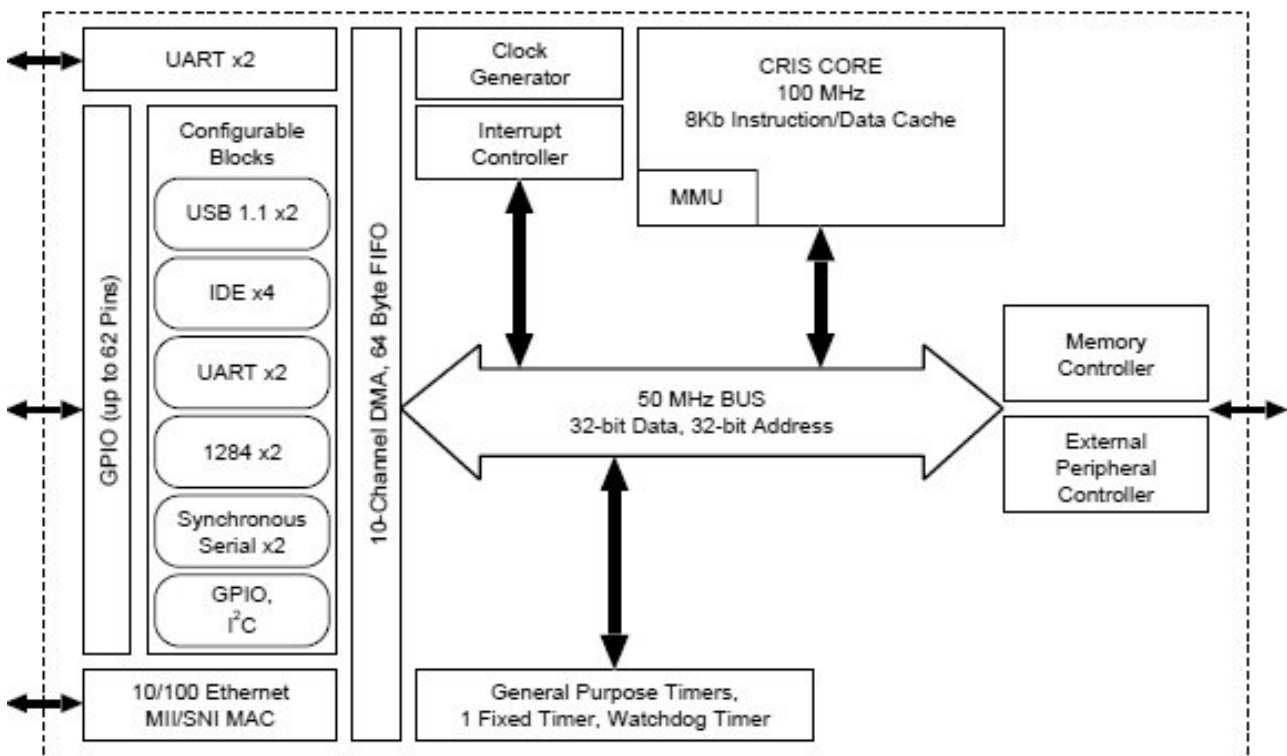 UART x2
GPIO (up to 62 Pins)
Configurable
Blocks
USB 1.1 x2
IDE x4
UART x2
1284 x2
Synchronous
Serial x2
GPIO,
I²C
10/100 Ethernet
MII/SNI MAC
10-Channel DMA, 64 Byte FIFO
Clock
Generator
Interrupt
Controller
CRIS CORE
100 MHz
8Kb Instruction/Data Cache
MMU
50 MHz BUS
32-bit Data, 32-bit Address
Memory
Controller
External
Peripheral
Controller
General Purpose Timers,
1 Fixed Timer, Watchdog Timer